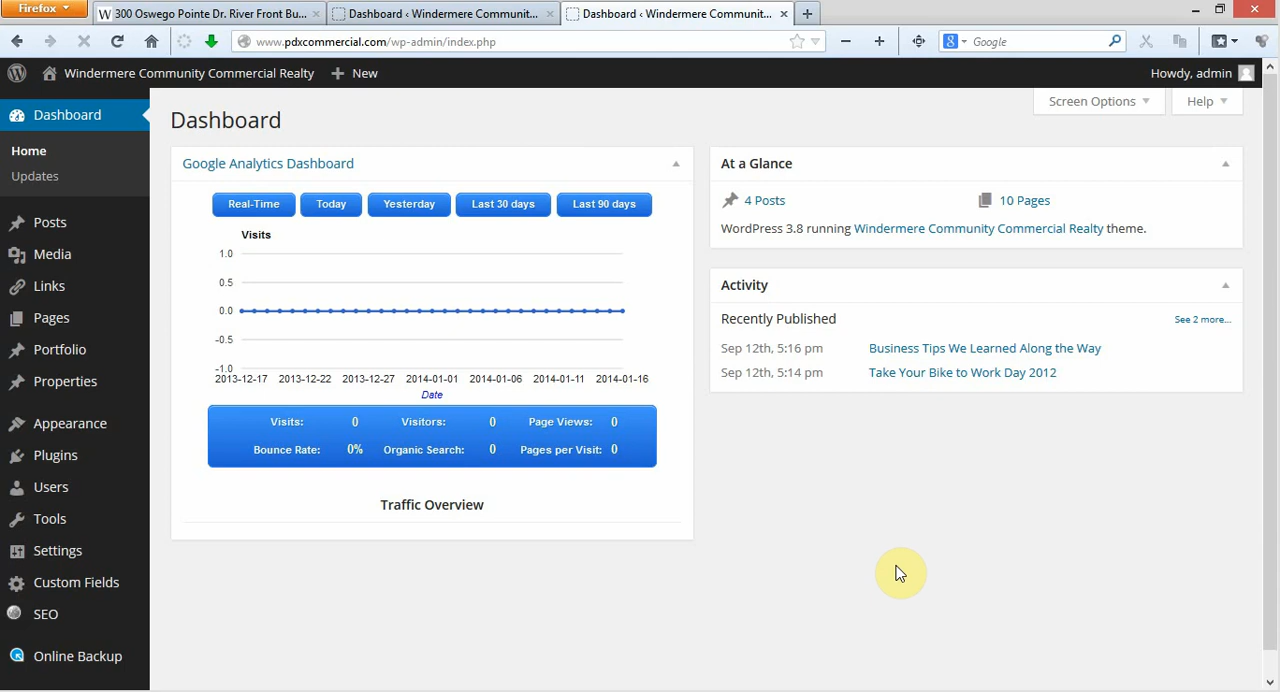 Firefox
300 Oswego Pointe Dr. River Front Bu...
Dashboard ‹ Windermere Communit...
Dashboard ‹ Windermere Communit...
www.pdxcommercial.com/wp-admin/index.php
Google
Windermere Community Commercial Realty
New
Howdy, admin
Dashboard
Home
Updates
Posts
Media
Links
Pages
Portfolio
Properties
Appearance
Plugins
Users
Tools
Settings
Custom Fields
SEO
Online Backup
Screen Options
Help
Dashboard
Google Analytics Dashboard
Real-Time Today Yesterday Last 30 days Last 90 days
Visits
1.0
0.5
0.0
-0.5
-1.0
2013-12-17 2013-12-22 2013-12-27 2014-01-01 2014-01-06 2014-01-11 2014-01-16
Date
Visits: 0 Visitors: 0 Page Views: 0
Bounce Rate: 0% Organic Search: 0 Pages per Visit: 0
Traffic Overview
At a Glance
4 Posts 10 Pages
WordPress 3.8 running Windermere Community Commercial Realty theme.
Activity
Recently Published
See 2 more...
Sep 12th, 5:16 pm Business Tips We Learned Along the Way
Sep 12th, 5:14 pm Take Your Bike to Work Day 2012